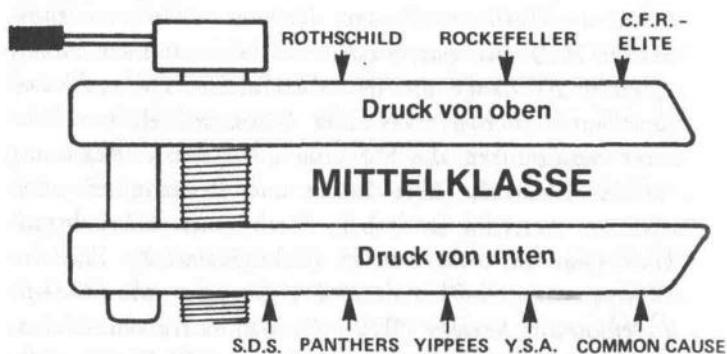 ROTHSCHILD ROCKEFELLER C.F.R. -
ELITE
Druck von oben
MITTELKLASSE
Druck von unten
S.D.S. PANTHERS YIPPEES Y.S.A. COMMON CAUSE